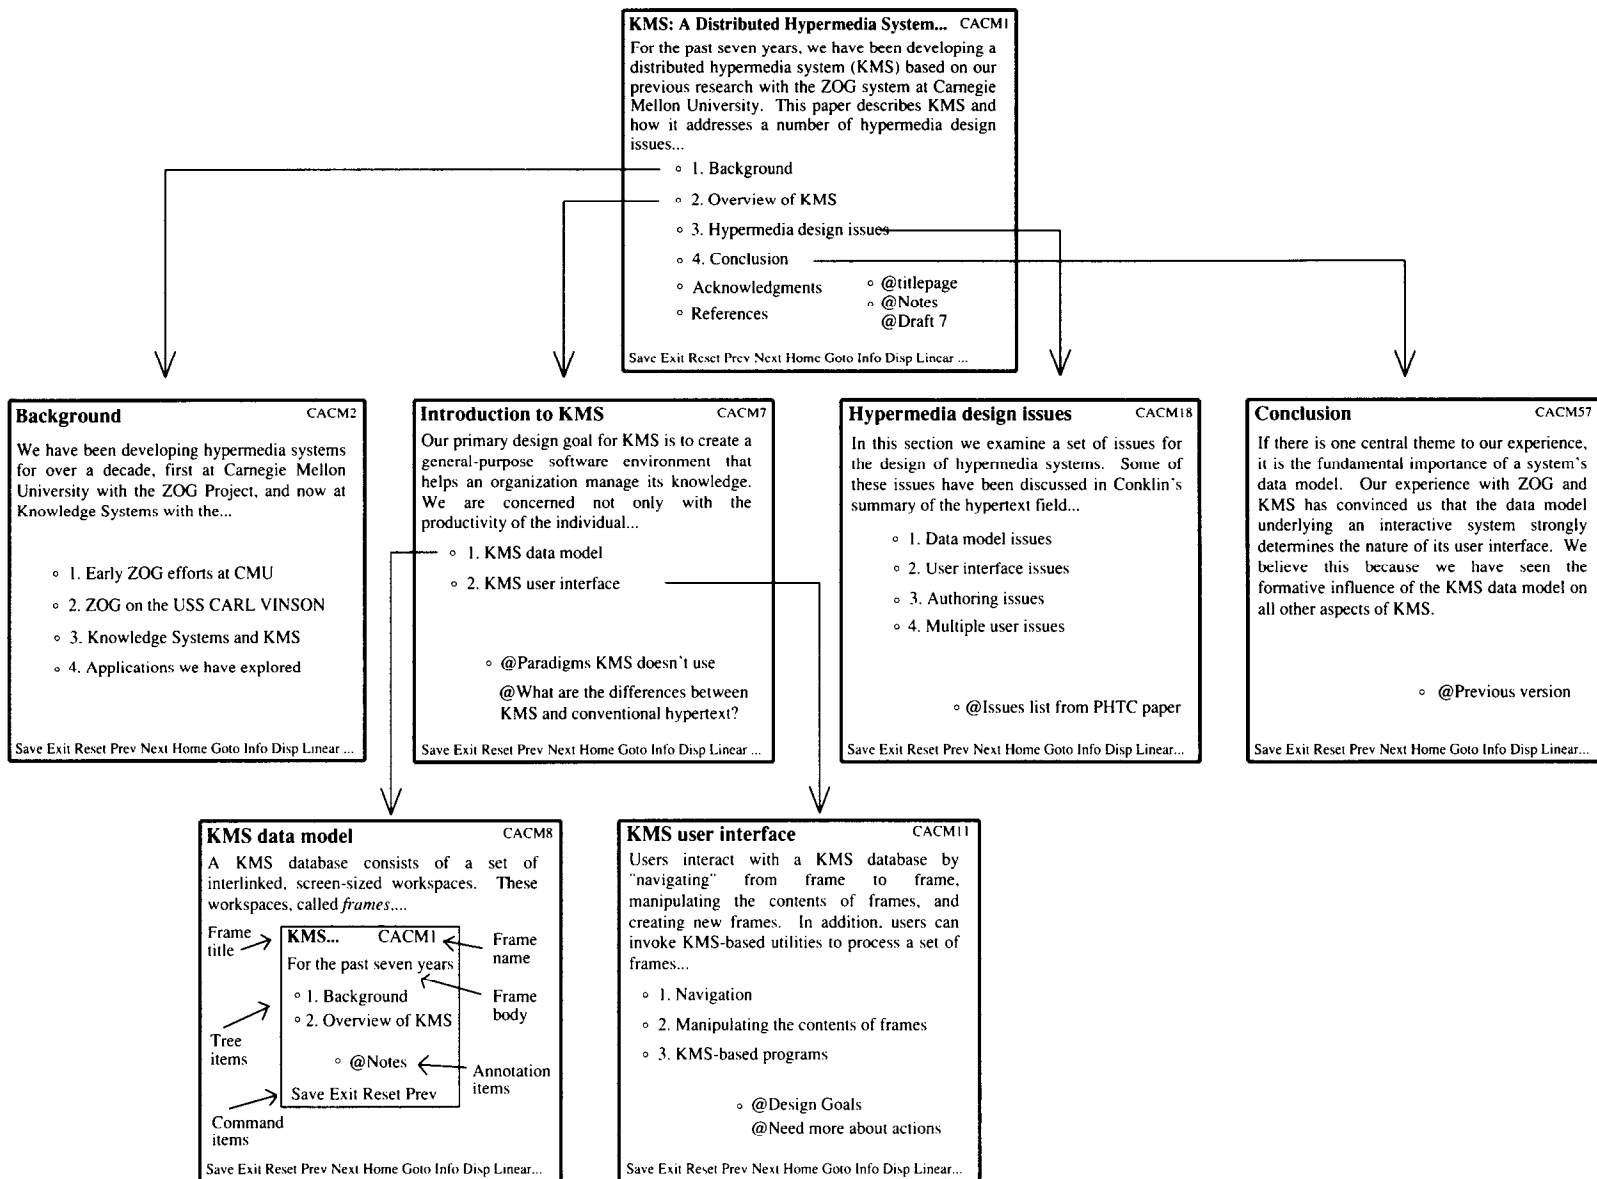 KMS: A Distributed Hypermedia System... CACM1
For the past seven years, we have been developing a
distributed hypermedia system (KMS) based on our
previous research with the ZOG system at Carnegie
Mellon University. This paper describes KMS and
how it addresses a number of hypermedia design
issues...
1. Background
2. Overview of KMS
3. Hypermedia design issues
4. Conclusion
Acknowledgments
References
@titlepage
@Notes
@Draft 7
Save Exit Reset Prev Next Home Goto Info Disp Linear ...
Background CACM2
We have been developing hypermedia systems
for over a decade, first at Carnegie Mellon
University with the ZOG Project, and now at
Knowledge Systems with the...
1. Early ZOG efforts at CMU
2. ZOG on the USS CARL VINSON
3. Knowledge Systems and KMS
4. Applications we have explored
Save Exit Reset Prev Next Home Goto Info Disp Linear ...
Introduction to KMS CACM7
Our primary design goal for KMS is to create a
general-purpose software environment that
helps an organization manage its knowledge.
We are concerned not only with the
productivity of the individual...
1. KMS data model
2. KMS user interface
@Paradigms KMS doesn't use
@What are the differences between
KMS and conventional hypertext?
Save Exit Reset Prev Next Home Goto Info Disp Linear ...
Hypermedia design issues CACM18
In this section we examine a set of issues for
the design of hypermedia systems. Some of
these issues have been discussed in Conklin's
summary of the hypertext field...
1. Data model issues
2. User interface issues
3. Authoring issues
4. Multiple user issues
@Issues list from PHTC paper
Save Exit Reset Prev Next Home Goto Info Disp Linear...
Conclusion CACM57
If there is one central theme to our experience,
it is the fundamental importance of a system's
data model. Our experience with ZOG and
KMS has convinced us that the data model
underlying an interactive system strongly
determines the nature of its user interface. We
believe this because we have seen the
formative influence of the KMS data model on
all other aspects of KMS.
@Previous version
Save Exit Reset Prev Next Home Goto Info Disp Linear...
KMS data model CACM8
A KMS database consists of a set of
interlinked, screen-sized workspaces. These
workspaces, called frames,...
Frame
title
KMS... CACM1
Frame
name
For the past seven years
1. Background
2. Overview of KMS
Frame
body
Tree
items
@Notes
Annotation
items
Save Exit Reset Prev
Command
items
Save Exit Reset Prev Next Home Goto Info Disp Linear...
KMS user interface CACM11
Users interact with a KMS database by
"navigating" from frame to frame,
manipulating the contents of frames, and
creating new frames. In addition, users can
invoke KMS-based utilities to process a set of
frames...
1. Navigation
2. Manipulating the contents of frames
3. KMS-based programs
@Design Goals
@Need more about actions
Save Exit Reset Prev Next Home Goto Info Disp Linear...